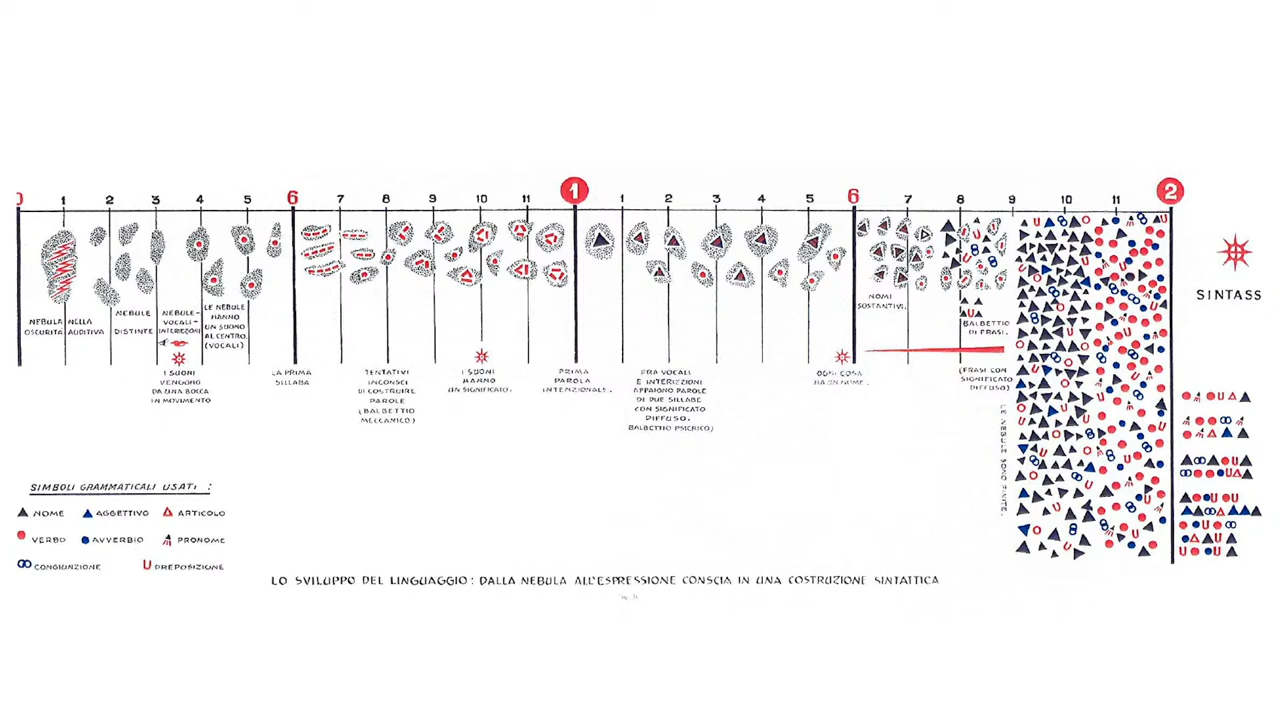 0 1 2 3 4 5 6 7 8 9 10 11 1 1 2 3 4 5 6 7 8 9 10 11 2
NEBULA NELLA
OSCURITÀ AUDITIVA
NEBULE
DISTINTE
NEBULE-
VOCALI-
INTERIEZIONI
LE NEBULE
HANNO
UN SUONO
AL CENTRO.
(VOCALI)
I SUONI
VENGONO
DA UNA BOCCA
IN MOVIMENTO
LA PRIMA
SILLABA
TENTATIVI
INCONSCI
DI COSTRUIRE
PAROLE
(BALBETTIO
MECCANICO)
I SUONI
HANNO
UN SIGNIFICATO.
PRIMA
PAROLA
INTENZIONALE.
FRA VOCALI
E INTERIEZIONI
APPAIONO PAROLE
DI DUE SILLABE
CON SIGNIFICATO
DIFFUSO.
BALBETTIO PSICHICO)
OGNI COSA
HA UN NOME.
NOMI
SOSTANTIVI.
BALBETTIO
DI FRASI.
(FRASI CON
SIGNIFICATO
DIFFUSO)
LE NEBULE SONO FINITE.
SINTASS
SIMBOLI GRAMMATICALI USATI :
NOME AGGETTIVO ARTICOLO
VERBO AVVERBIO PRONOME
CONGIUNZIONE PREPOSIZIONE
LO SVILUPPO DEL LINGUAGGIO: DALLA NEBULA ALL'ESPRESSIONE CONSCIA IN UNA COSTRUZIONE SINTATTICA